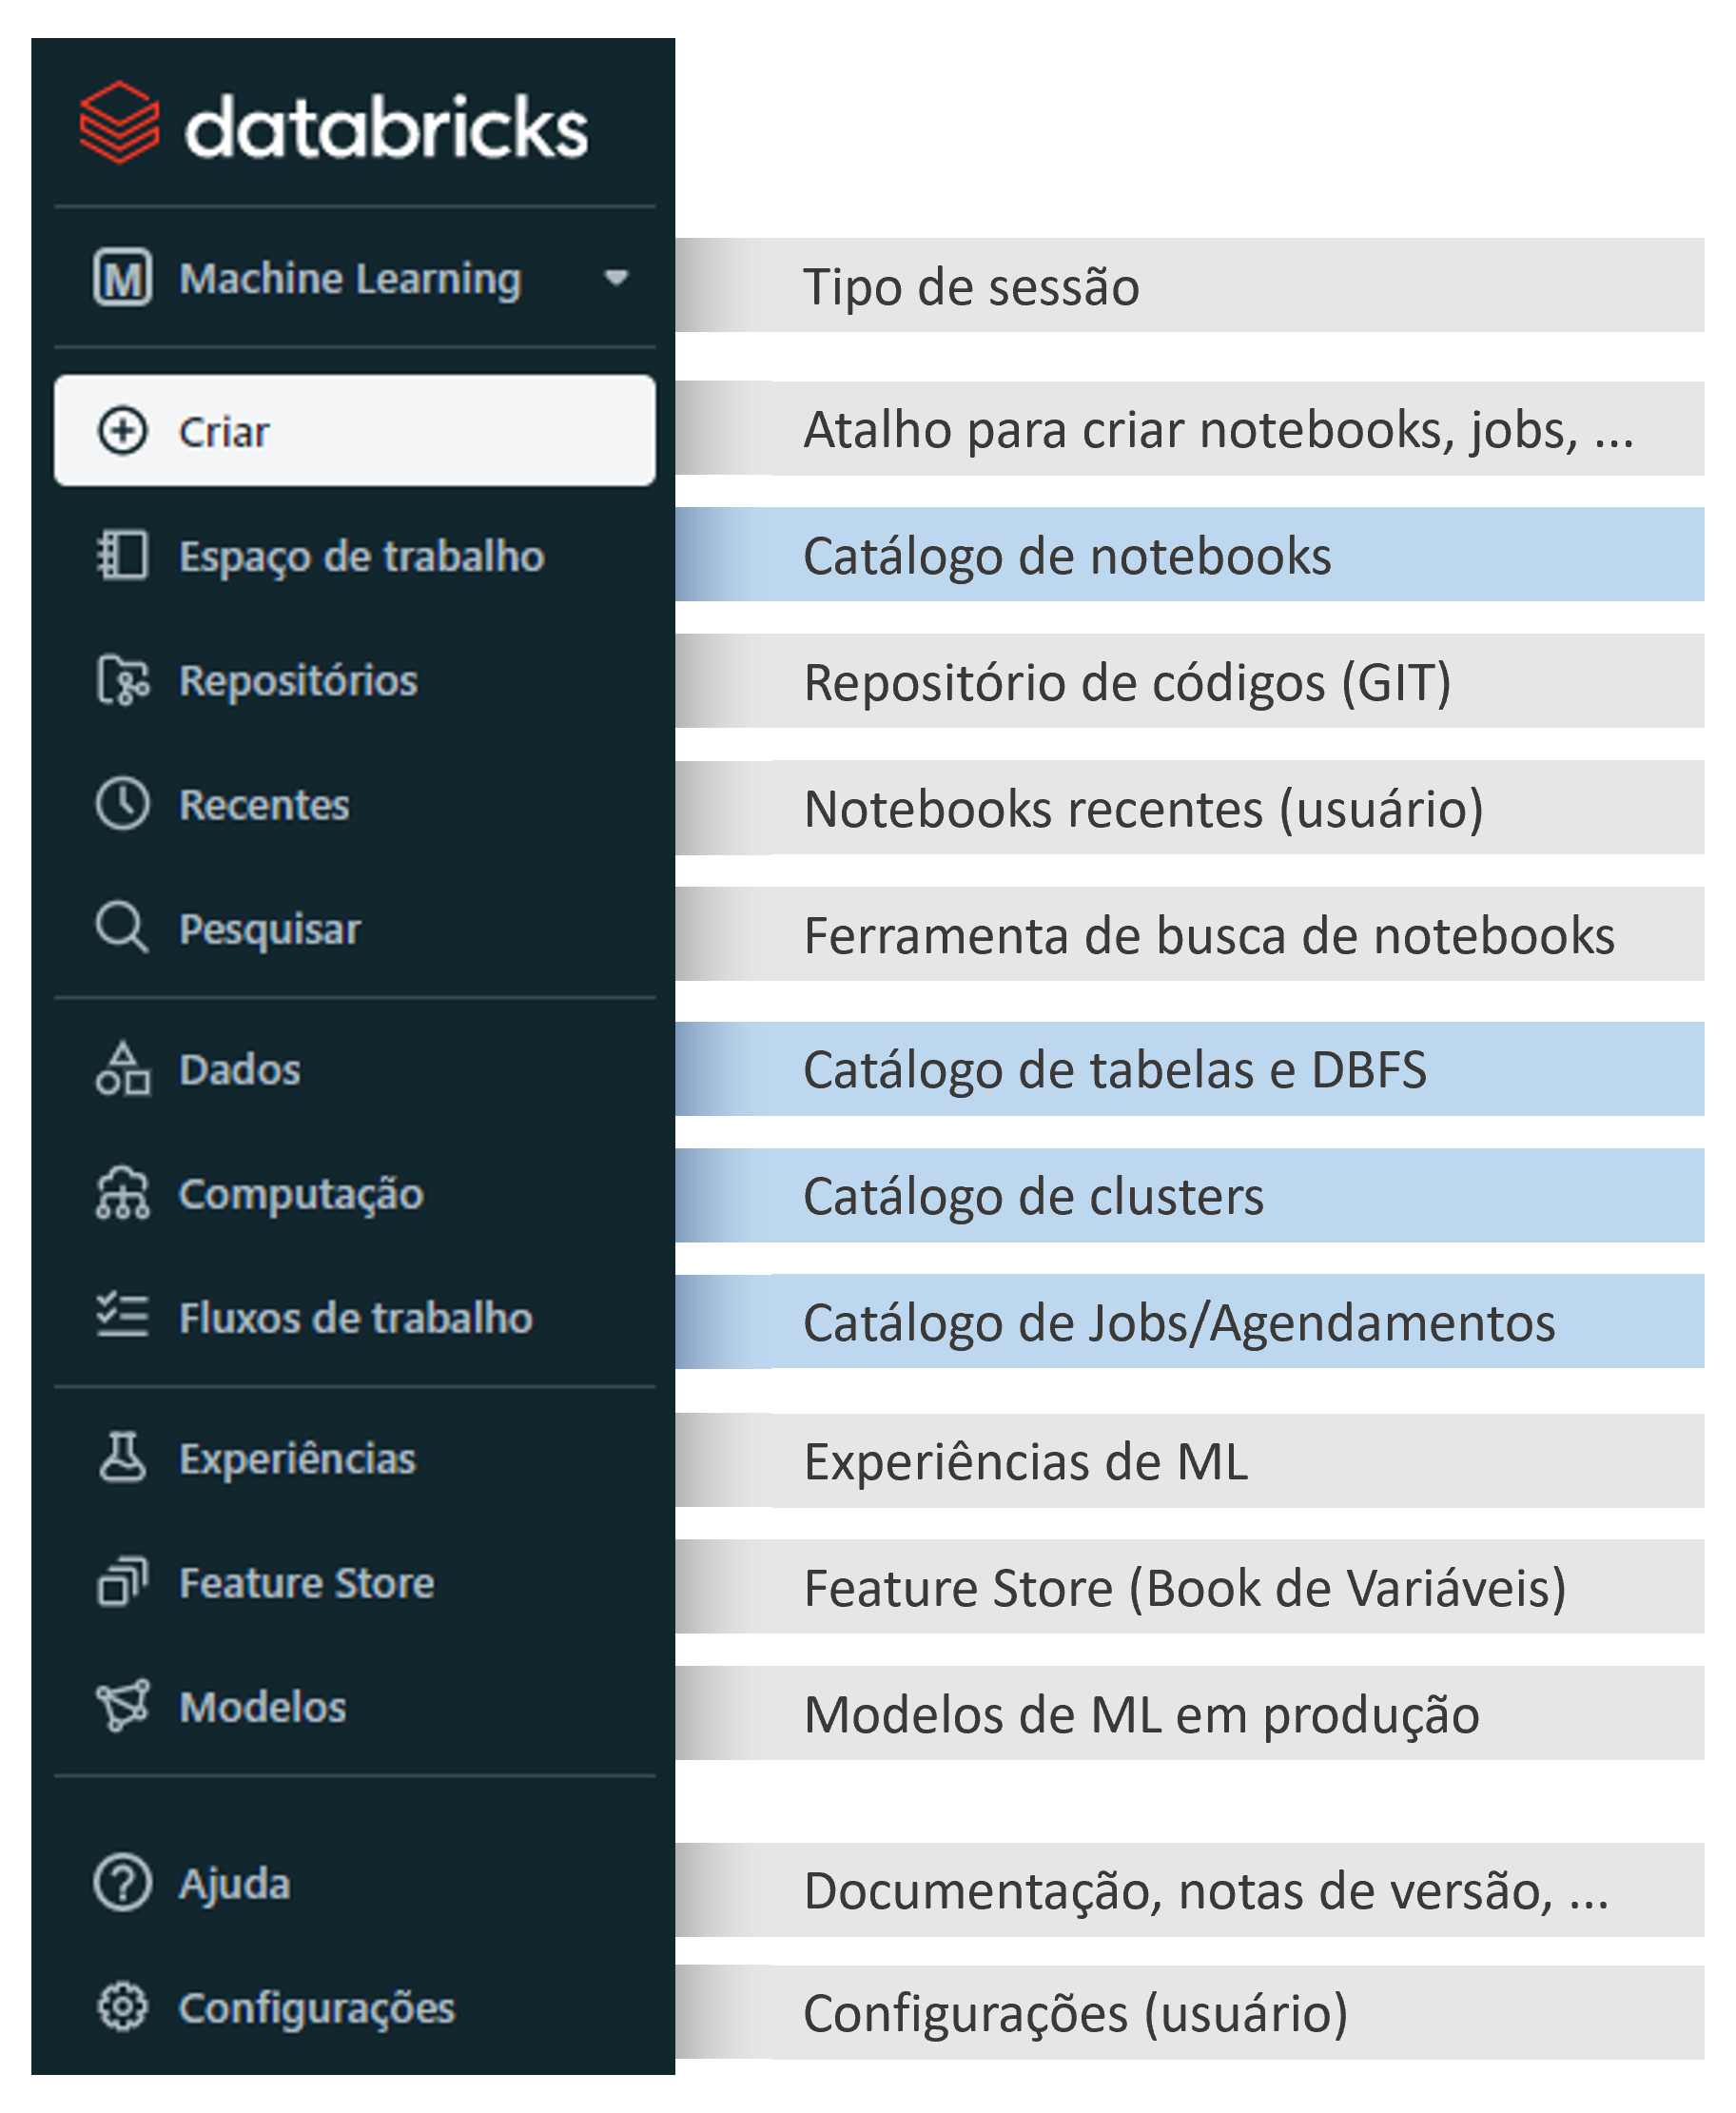 databricks
M Machine Learning
Tipo de sessão
Criar
Atalho para criar notebooks, jobs, ...
Espaço de trabalho
Catálogo de notebooks
Repositórios
Repositório de códigos (GIT)
Recentes
Notebooks recentes (usuário)
Pesquisar
Ferramenta de busca de notebooks
Dados
Catálogo de tabelas e DBFS
Computação
Catálogo de clusters
Fluxos de trabalho
Catálogo de Jobs/Agendamentos
Experiências
Experiências de ML
Feature Store
Feature Store (Book de Variáveis)
Modelos
Modelos de ML em produção
Ajuda
Documentação, notas de versão, ...
Configurações
Configurações (usuário)